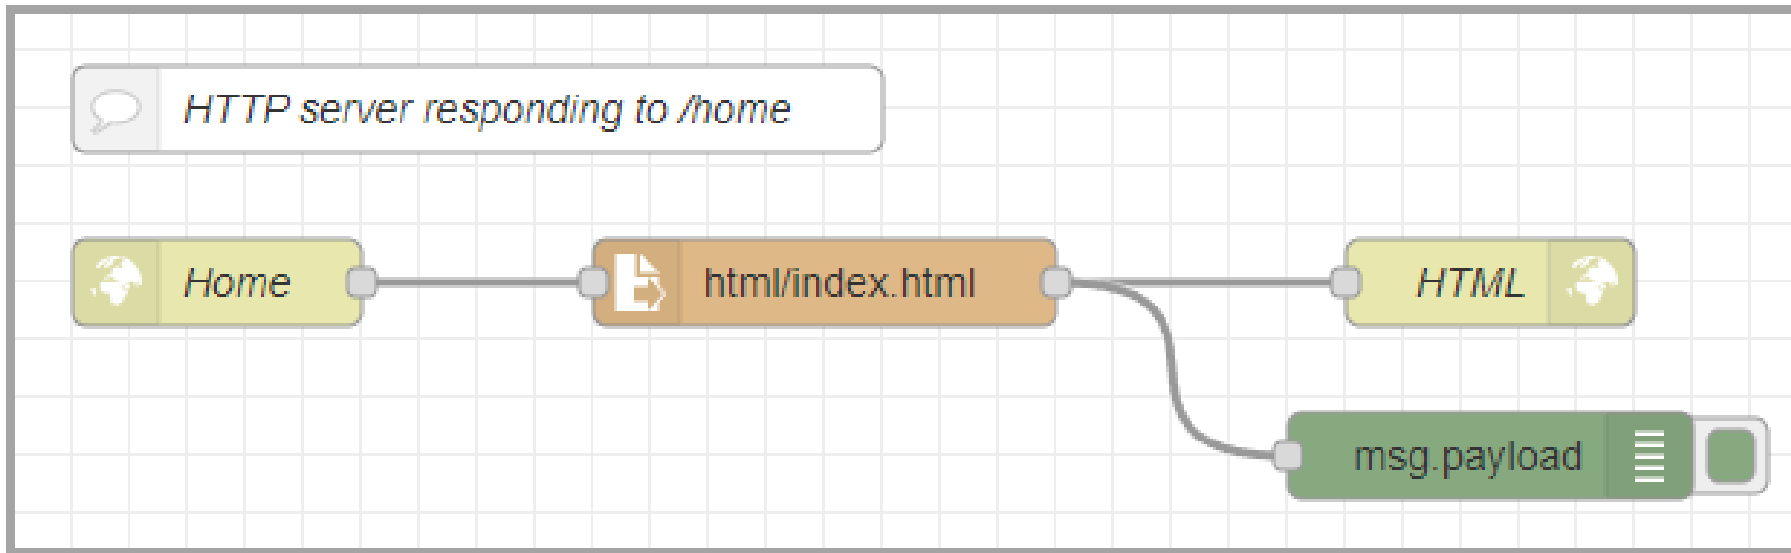 HTTP server responding to /home
Home
html/index.html
HTML
msg.payload